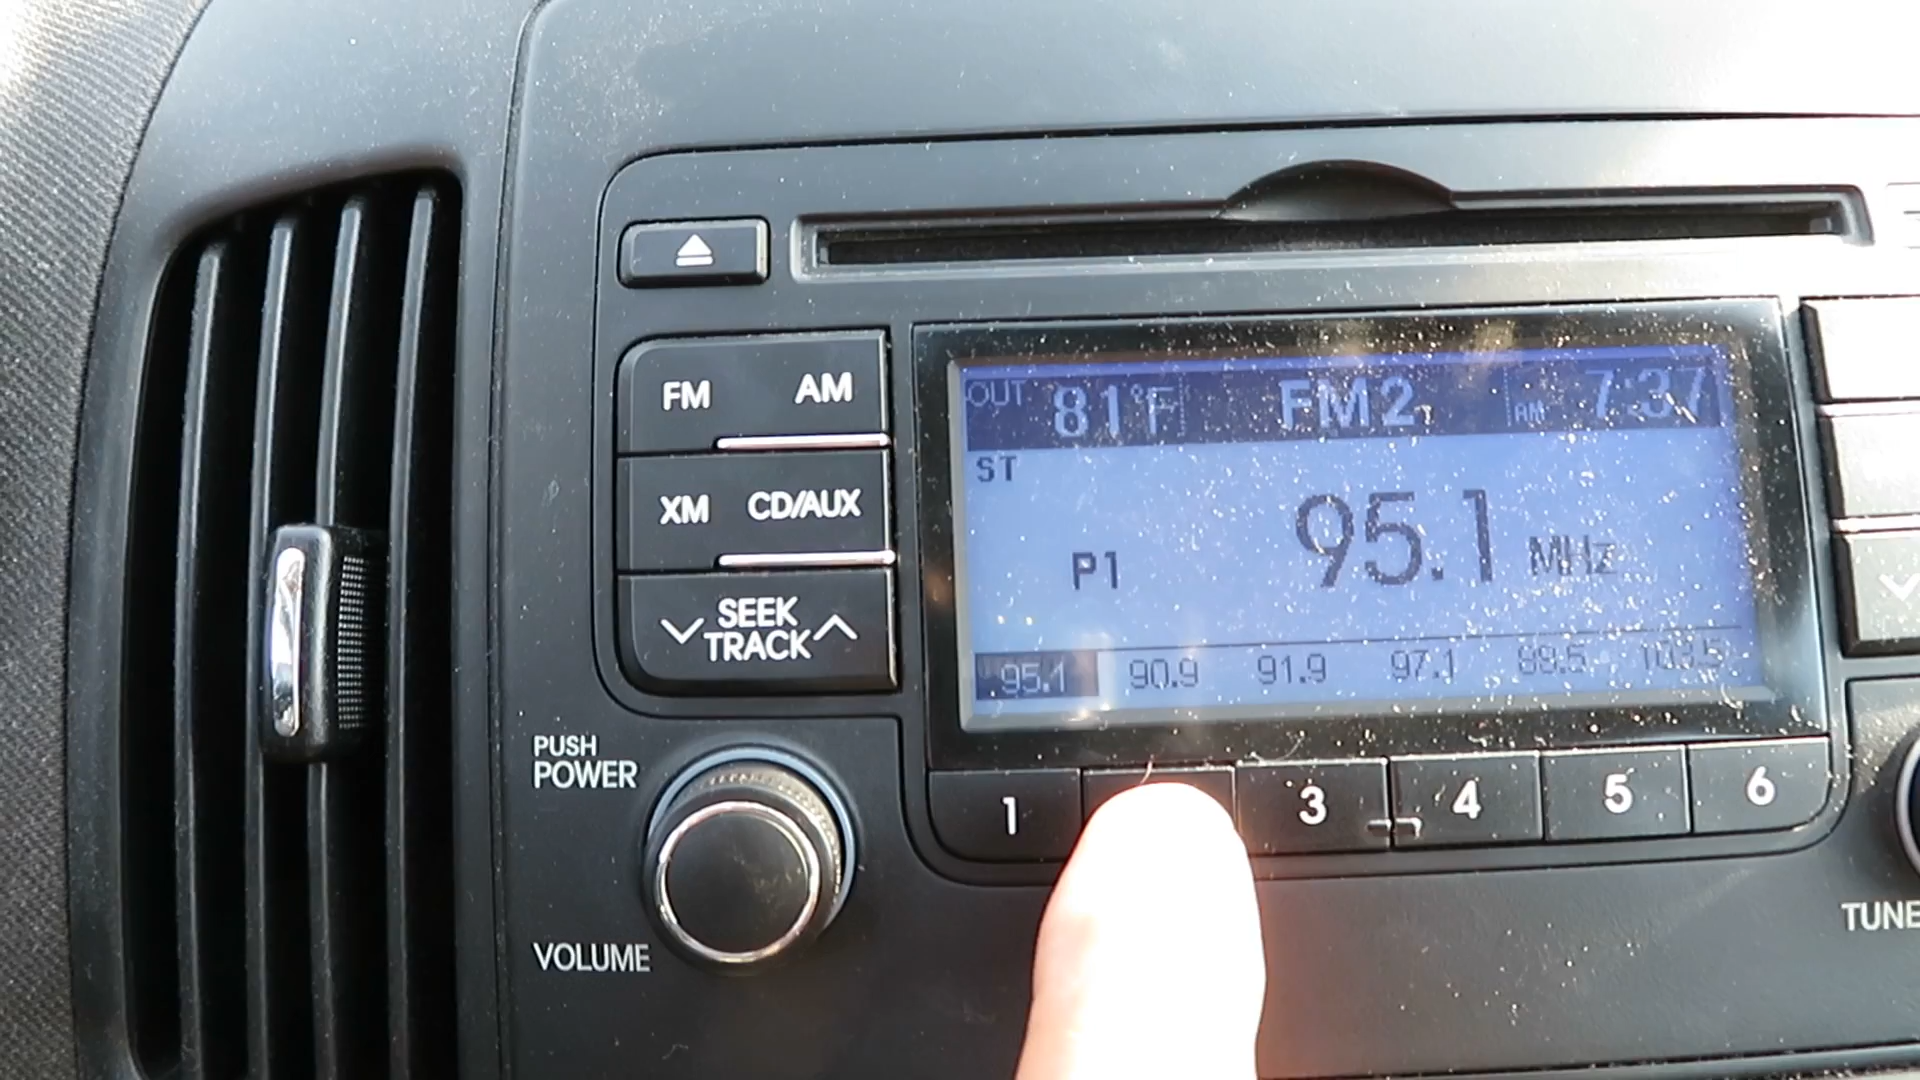 OUT 81°F FM2 AM 7:37
ST
P1 95.1 MHz
95.1 90.9 91.9 97.1 89.5 103.5
FM AM
XM CD/AUX
SEEK
TRACK
1 3 4 5 6
PUSH
POWER
VOLUME
TUNE